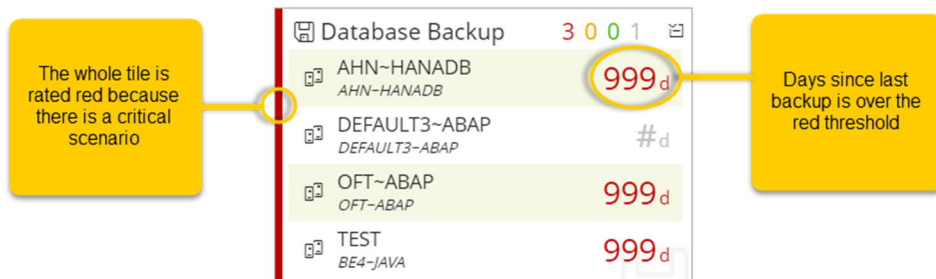 The whole tile is
rated red because
there is a critical
scenario
Database Backup 3 0 0 1
AHN~HANADB 999d
AHN~HANADB
DEFAULT3~ABAP #d
DEFAULT3~ABAP
OFT~ABAP 999d
OFT~ABAP
TEST 999d
BE4~JAVA
Days since last
backup is over the
red threshold